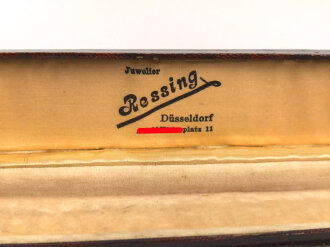 Juwelier
Ressing
Düsseldorf
platz 11